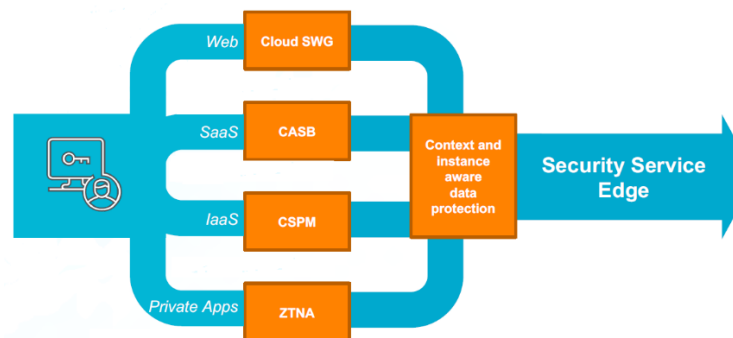 Web
Cloud SWG
SaaS
CASB
IaaS
CSPM
Private Apps
ZTNA
Context and
instance
aware
data
protection
Security Service
Edge